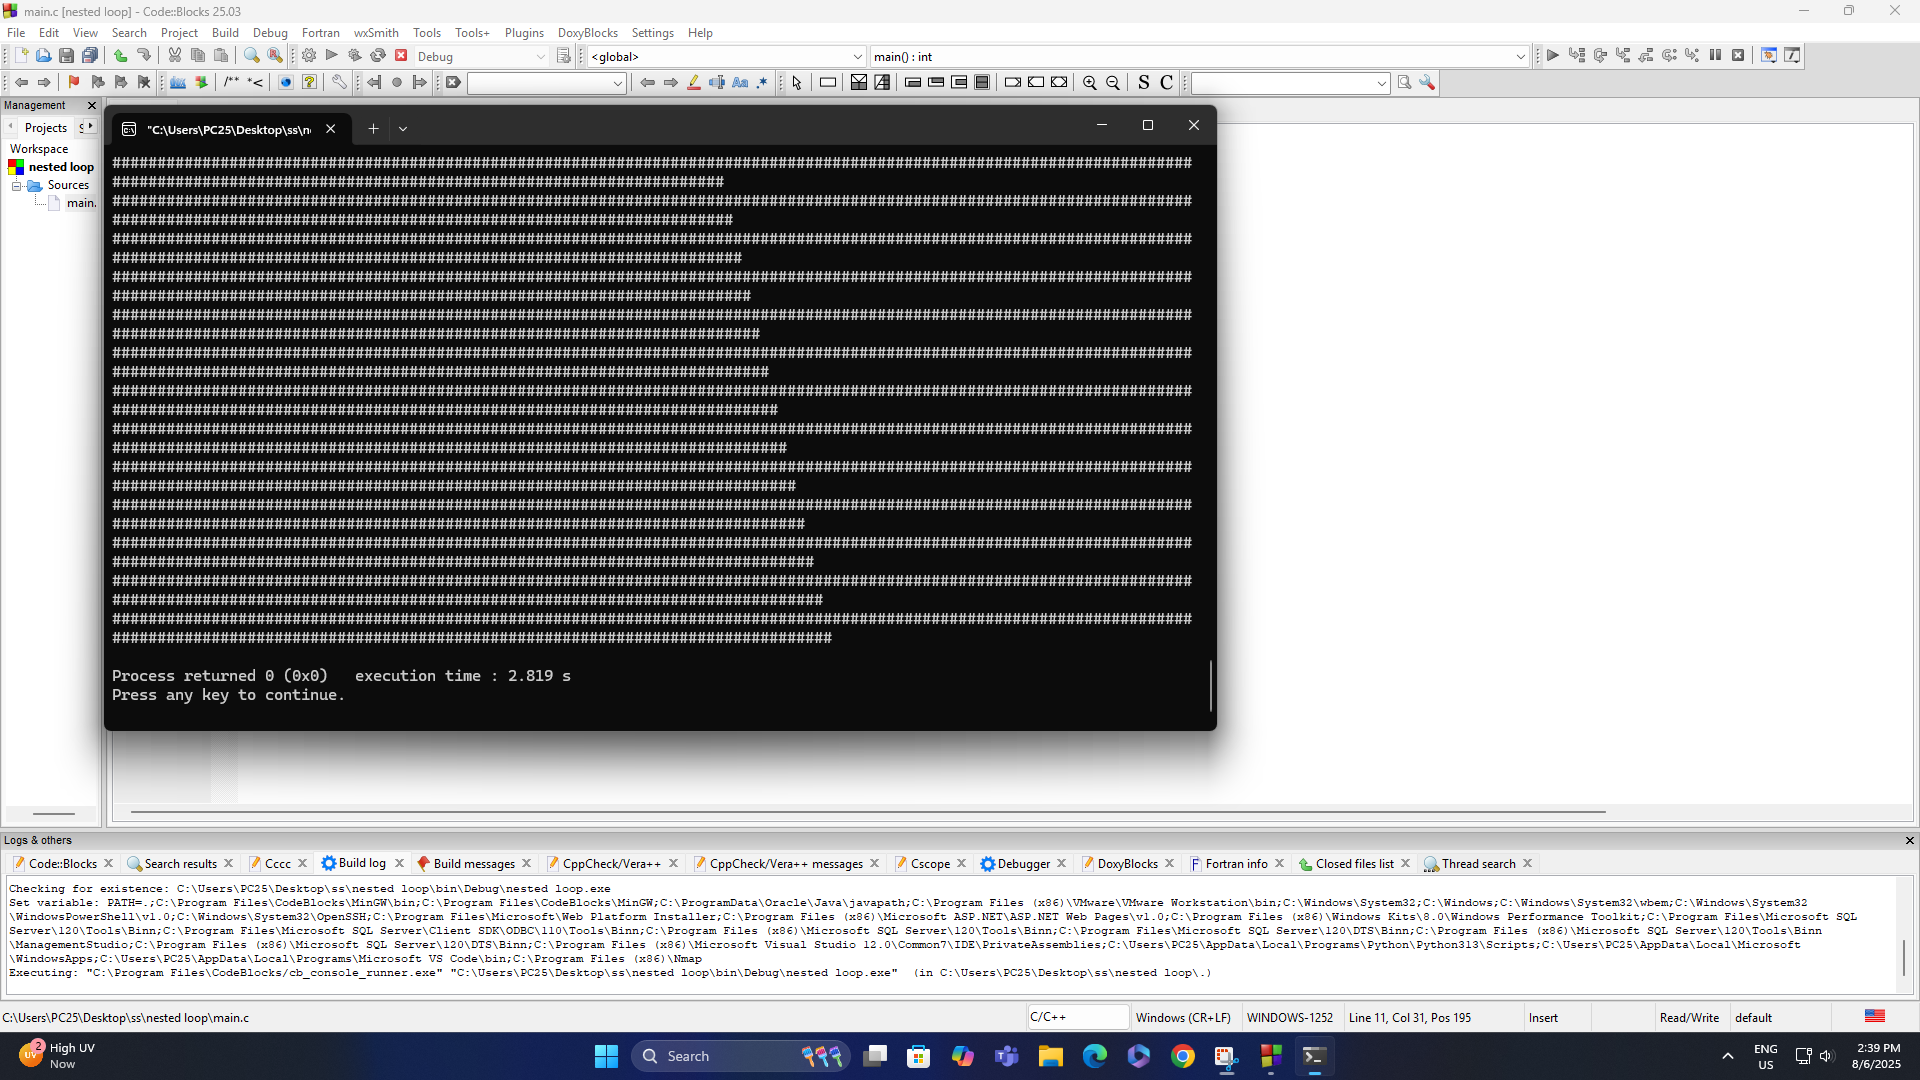 main.c [nested loop] - Code::Blocks 25.03
File Edit View Search Project Build Debug Fortran wxSmith Tools Tools+ Plugins DoxyBlocks Settings Help
Debug <global> main() : int
/** *< Aa .* S C
Management
Projects
Workspace
nested loop
Sources
main.
"C:\Users\PC25\Desktop\ss\n
Process returned 0 (0x0)   execution time : 2.819 s
Press any key to continue.
Logs & others
Code::Blocks Search results Cccc Build log Build messages CppCheck/Vera++ CppCheck/Vera++ messages Cscope Debugger DoxyBlocks Fortran info Closed files list Thread search
Checking for existence: C:\Users\PC25\Desktop\ss\nested loop\bin\Debug\nested loop.exe
Set variable: PATH=.;C:\Program Files\CodeBlocks\MinGW\bin;C:\Program Files\CodeBlocks\MinGW;C:\ProgramData\Oracle\Java\javapath;C:\Program Files (x86)\VMware\VMware Workstation\bin;C:\Windows\System32;C:\Windows;C:\Windows\System32\wbem;C:\Windows\System32
\WindowsPowerShell\v1.0;C:\Windows\System32\OpenSSH;C:\Program Files\Microsoft\Web Platform Installer;C:\Program Files (x86)\Microsoft ASP.NET\ASP.NET Web Pages\v1.0;C:\Program Files (x86)\Windows Kits\8.0\Windows Performance Toolkit;C:\Program Files\Microsoft SQL
Server\120\Tools\Binn;C:\Program Files\Microsoft SQL Server\Client SDK\ODBC\110\Tools\Binn;C:\Program Files (x86)\Microsoft SQL Server\120\Tools\Binn;C:\Program Files\Microsoft SQL Server\120\DTS\Binn;C:\Program Files (x86)\Microsoft SQL Server\120\Tools\Binn
\ManagementStudio;C:\Program Files (x86)\Microsoft SQL Server\120\DTS\Binn;C:\Program Files (x86)\Microsoft Visual Studio 12.0\Common7\IDE\PrivateAssemblies;C:\Users\PC25\AppData\Local\Programs\Python\Python313\Scripts;C:\Users\PC25\AppData\Local\Microsoft
\WindowsApps;C:\Users\PC25\AppData\Local\Programs\Microsoft VS Code\bin;C:\Program Files (x86)\Nmap
Executing: "C:\Program Files\CodeBlocks/cb_console_runner.exe" "C:\Users\PC25\Desktop\ss\nested loop\bin\Debug\nested loop.exe"  (in C:\Users\PC25\Desktop\ss\nested loop\.)
C:\Users\PC25\Desktop\ss\nested loop\main.c C/C++ Windows (CR+LF) WINDOWS-1252 Line 11, Col 31, Pos 195 Insert Read/Write default
2 UV High UV
Now
Search
ENG
US
2:39 PM
8/6/2025